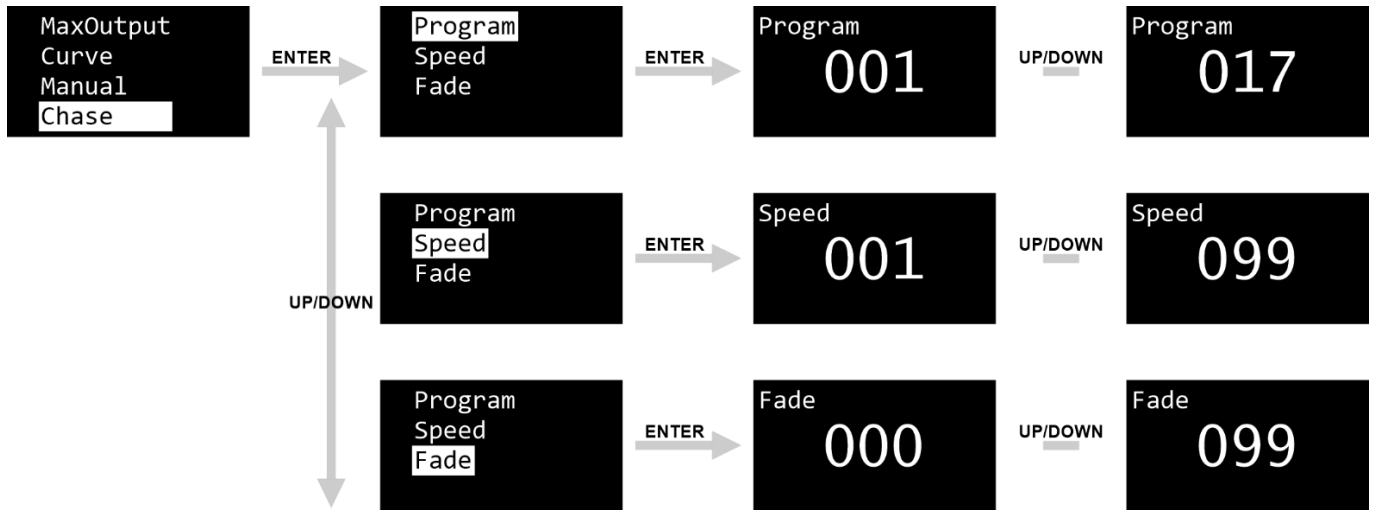 MaxOutput
Curve
Manual
Chase
ENTER
Program
Speed
Fade
ENTER
Program
001
UP/DOWN
Program
017
UP/DOWN
Program
Speed
Fade
ENTER
Speed
001
UP/DOWN
Speed
099
Program
Speed
Fade
ENTER
Fade
000
UP/DOWN
Fade
099